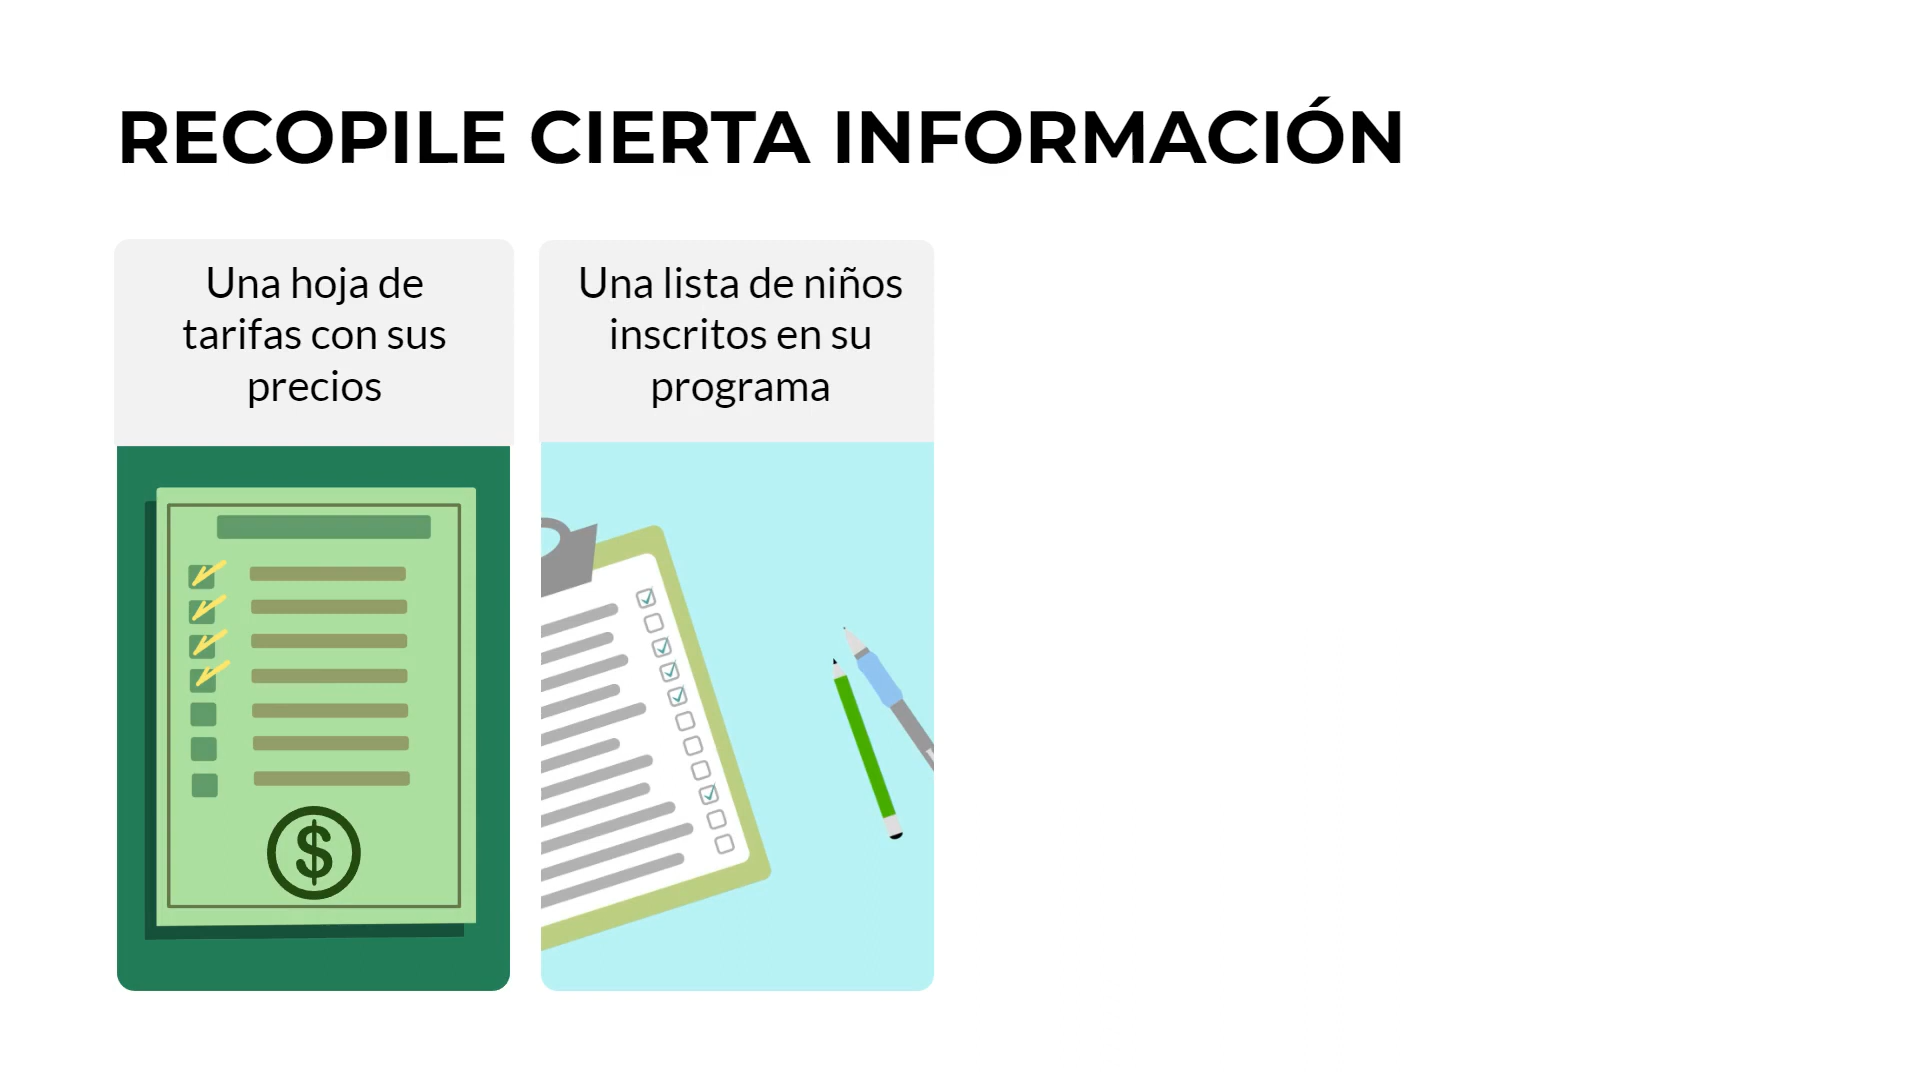 RECOPILE CIERTA INFORMACIÓN
Una hoja de
tarifas con sus
precios
Una lista de niños
inscritos en su
programa
$